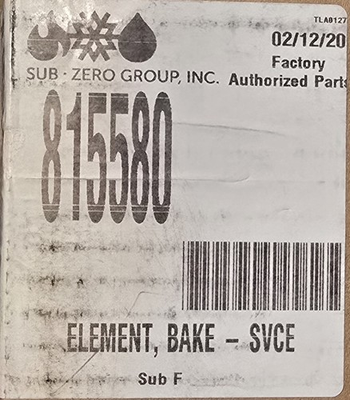 TLA0127
02/12/20
Factory
SUB·ZERO GROUP, INC. Authorized Parts
815580
ELEMENT, BAKE – SVCE
Sub F